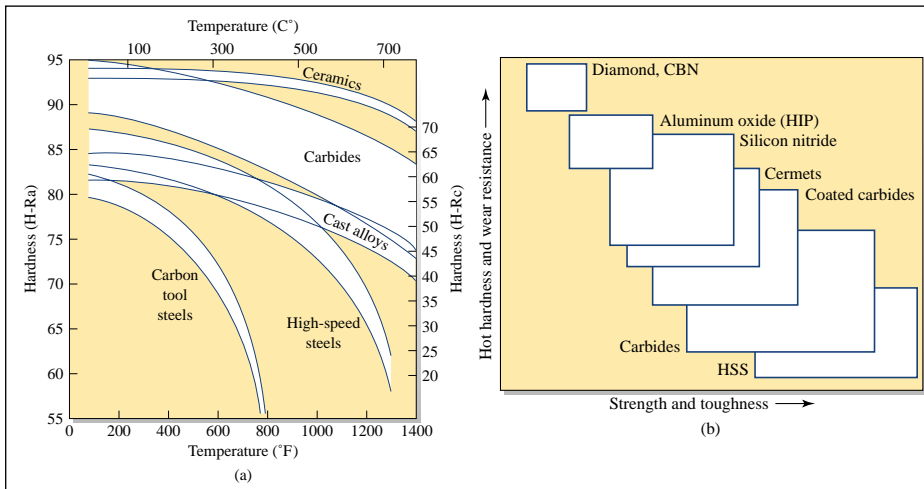 Temperature (C°)
100 300 500 700
95
90
85
80
75
70
65
60
55
Hardness (H-Ra)
Ceramics
Carbides
Cast alloys
Carbon
tool
steels
High-speed
steels
70
65
60
55
50
45
40
35
30
25
20
Hardness (H-Rc)
0 200 400 600 800 1000 1200 1400
Temperature (˚F)
(a)
Hot hardness and wear resistance
Diamond, CBN
Aluminum oxide (HIP)
Silicon nitride
Cermets
Coated carbides
Carbides
HSS
Strength and toughness
(b)